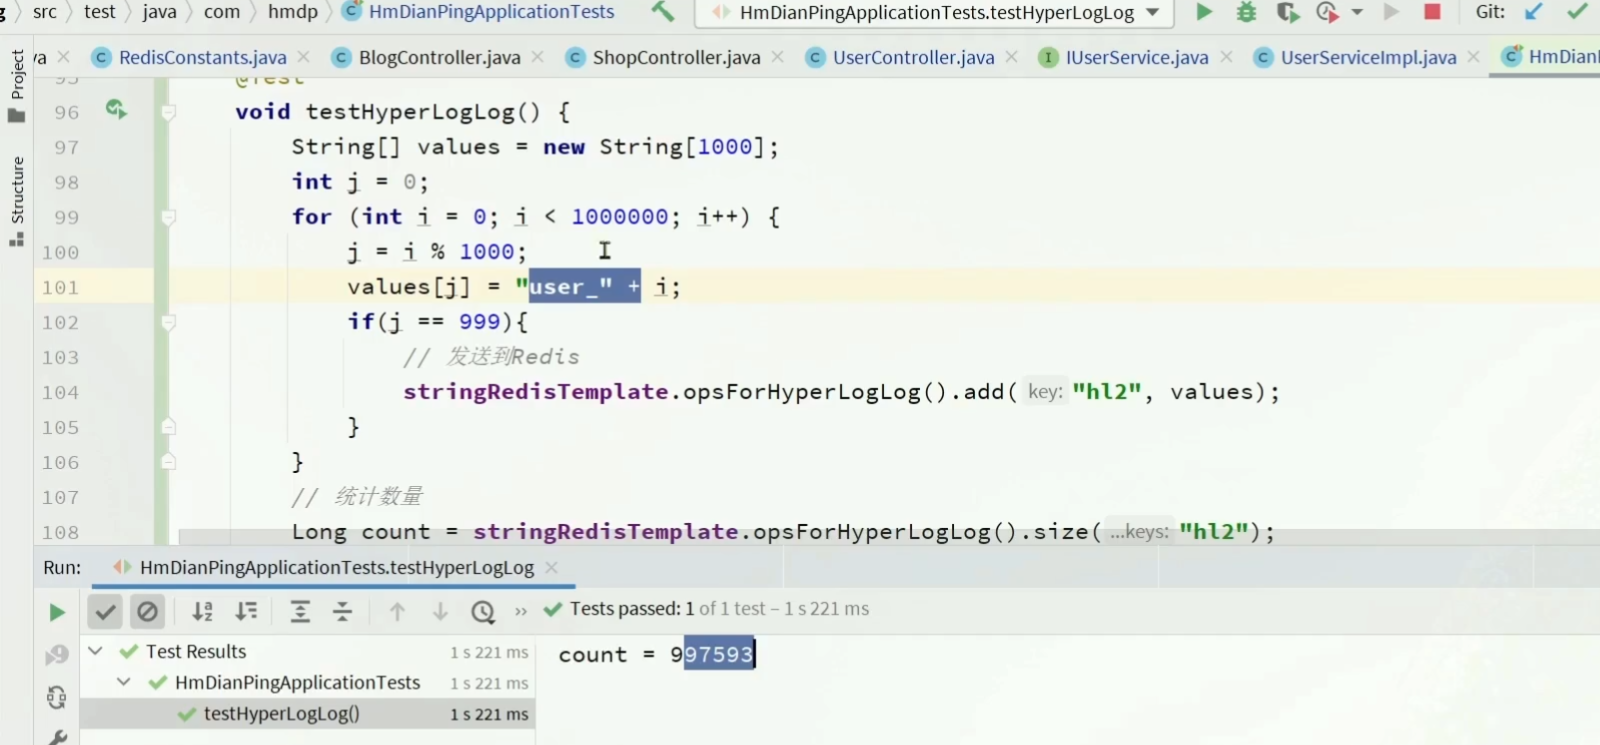 src test java com hmdp HmDianPingApplicationTests HmDianPingApplicationTests.testHyperLogLog Git:
va RedisConstants.java BlogController.java ShopController.java UserController.java IUserService.java UserServiceImpl.java HmDianl
Project
Structure
95 @Test
96 void testHyperLogLog() {
97 String[] values = new String[1000];
98 int j = 0;
99 for (int i = 0; i < 1000000; i++) {
100 j = i % 1000;
101 values[j] = "user_" + i;
102 if(j == 999){
103 // 发送到Redis
104 stringRedisTemplate.opsForHyperLogLog().add( key: "hl2", values);
105 }
106 }
107 // 统计数量
108 Long count = stringRedisTemplate.opsForHyperLogLog().size( ...keys: "hl2");
Run: HmDianPingApplicationTests.testHyperLogLog
» Tests passed: 1 of 1 test – 1 s 221 ms
Test Results 1 s 221 ms
HmDianPingApplicationTests 1 s 221 ms
testHyperLogLog() 1 s 221 ms
count = 997593